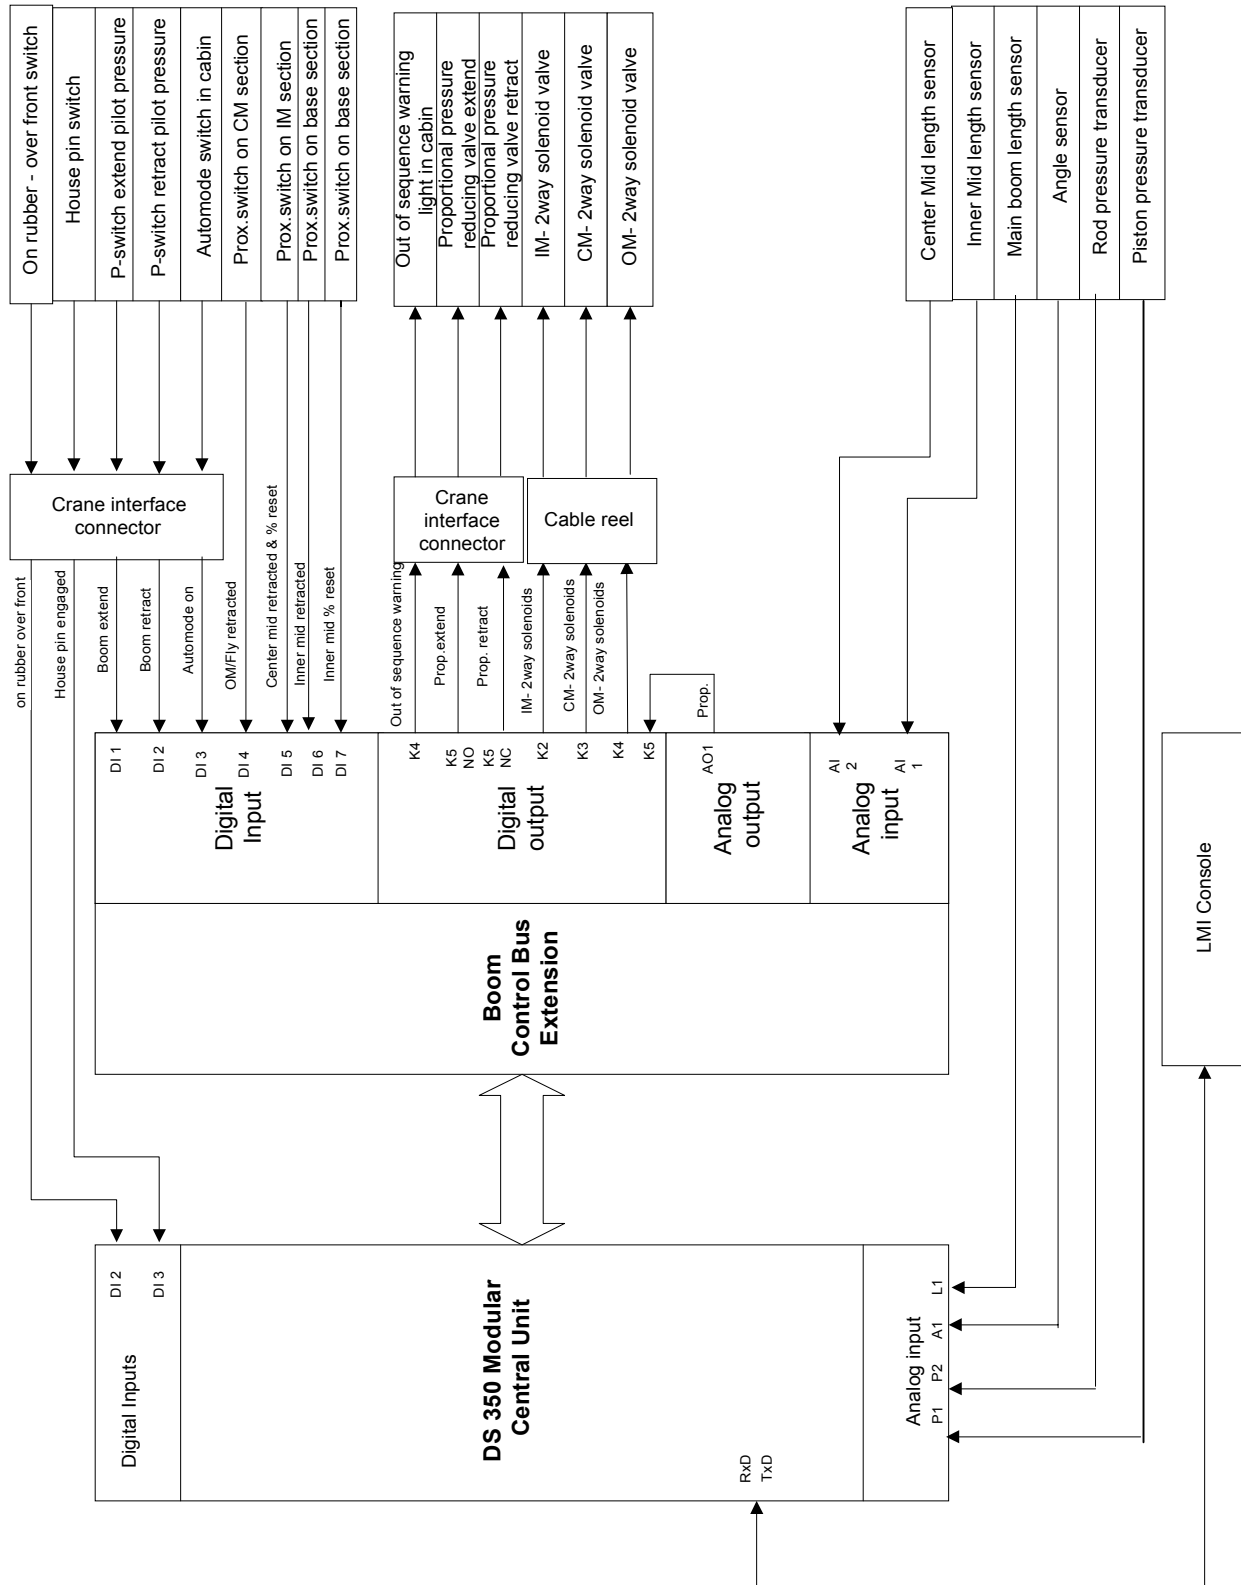 On rubber - over front switch
House pin switch
P-switch extend pilot pressure
P-switch retract pilot pressure
Automode switch in cabin
Prox.switch on CM section
Prox.switch on IM section
Prox.switch on base section
Prox.switch on base section
Out of sequence warning
light in cabin
Proportional pressure
reducing valve extend
Proportional pressure
reducing valve retract
IM- 2way solenoid valve
CM- 2way solenoid valve
OM- 2way solenoid valve
Center Mid length sensor
Inner Mid length sensor
Main boom length sensor
Angle sensor
Rod pressure transducer
Piston pressure transducer
Crane interface
connector
Crane
interface
connector
Cable reel
on rubber over front
House pin engaged
Boom extend
Boom retract
Automode on
OM/Fly retracted
Center mid retracted & % reset
Inner mid retracted
Inner mid % reset
Out of sequence warning
Prop.extend
Prop. retract
IM- 2way solenoids
CM- 2way solenoids
OM- 2way solenoids
Prop.
DI 1
DI 2
DI 3
DI 4
DI 5
DI 6
DI 7
K4
K5
NO
K5
NC
K2
K3
K4
K5
AO1
AI
2
AI
1
Digital
Input
Digital
output
Analog
output
Analog
input
Boom
Control Bus
Extension
LMI Console
DI 2
DI 3
Digital Inputs
DS 350 Modular
Central Unit
RxD
TxD
Analog input
P1
P2
A1
L1